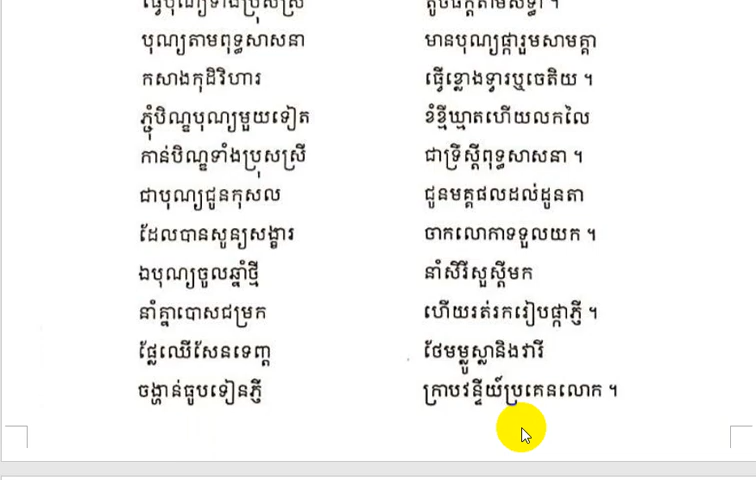 ធ្វើបុណ្យទាំងប្រុសស្រី
បុណ្យតាមពុទ្ធសាសនា មានបុណ្យផ្ការួមសាមគ្គា
កសាងកុដិវិហារ ធ្វើខ្លោងទ្វារឬចេតិយ ។
ភ្ជុំបិណ្ឌបុណ្យមួយទៀត ខំខ្មីឃ្មាតហើយលកលៃ
កាន់បិណ្ឌទាំងប្រុសស្រី ជាទ្រឹស្តីពុទ្ធសាសនា ។
ជាបុណ្យជូនកុសល ជូនមគ្គផលដល់ដូនតា
ដែលបានសូន្យសង្ខារ ចាកលោកាទទួលយក ។
ឯបុណ្យចូលឆ្នាំថ្មី នាំសិរីសួស្តីមក
នាំគ្នាបោសជម្រក ហើយរត់រករៀបផ្កាភ្ញី ។
ផ្លែឈើសែនទេញ្ត ថែមម្លូស្លានិងវារី
ចង្ហាន់ធូបទៀនភ្ញី ក្រាបវន្ទីយ៍ប្រគេនលោក ។